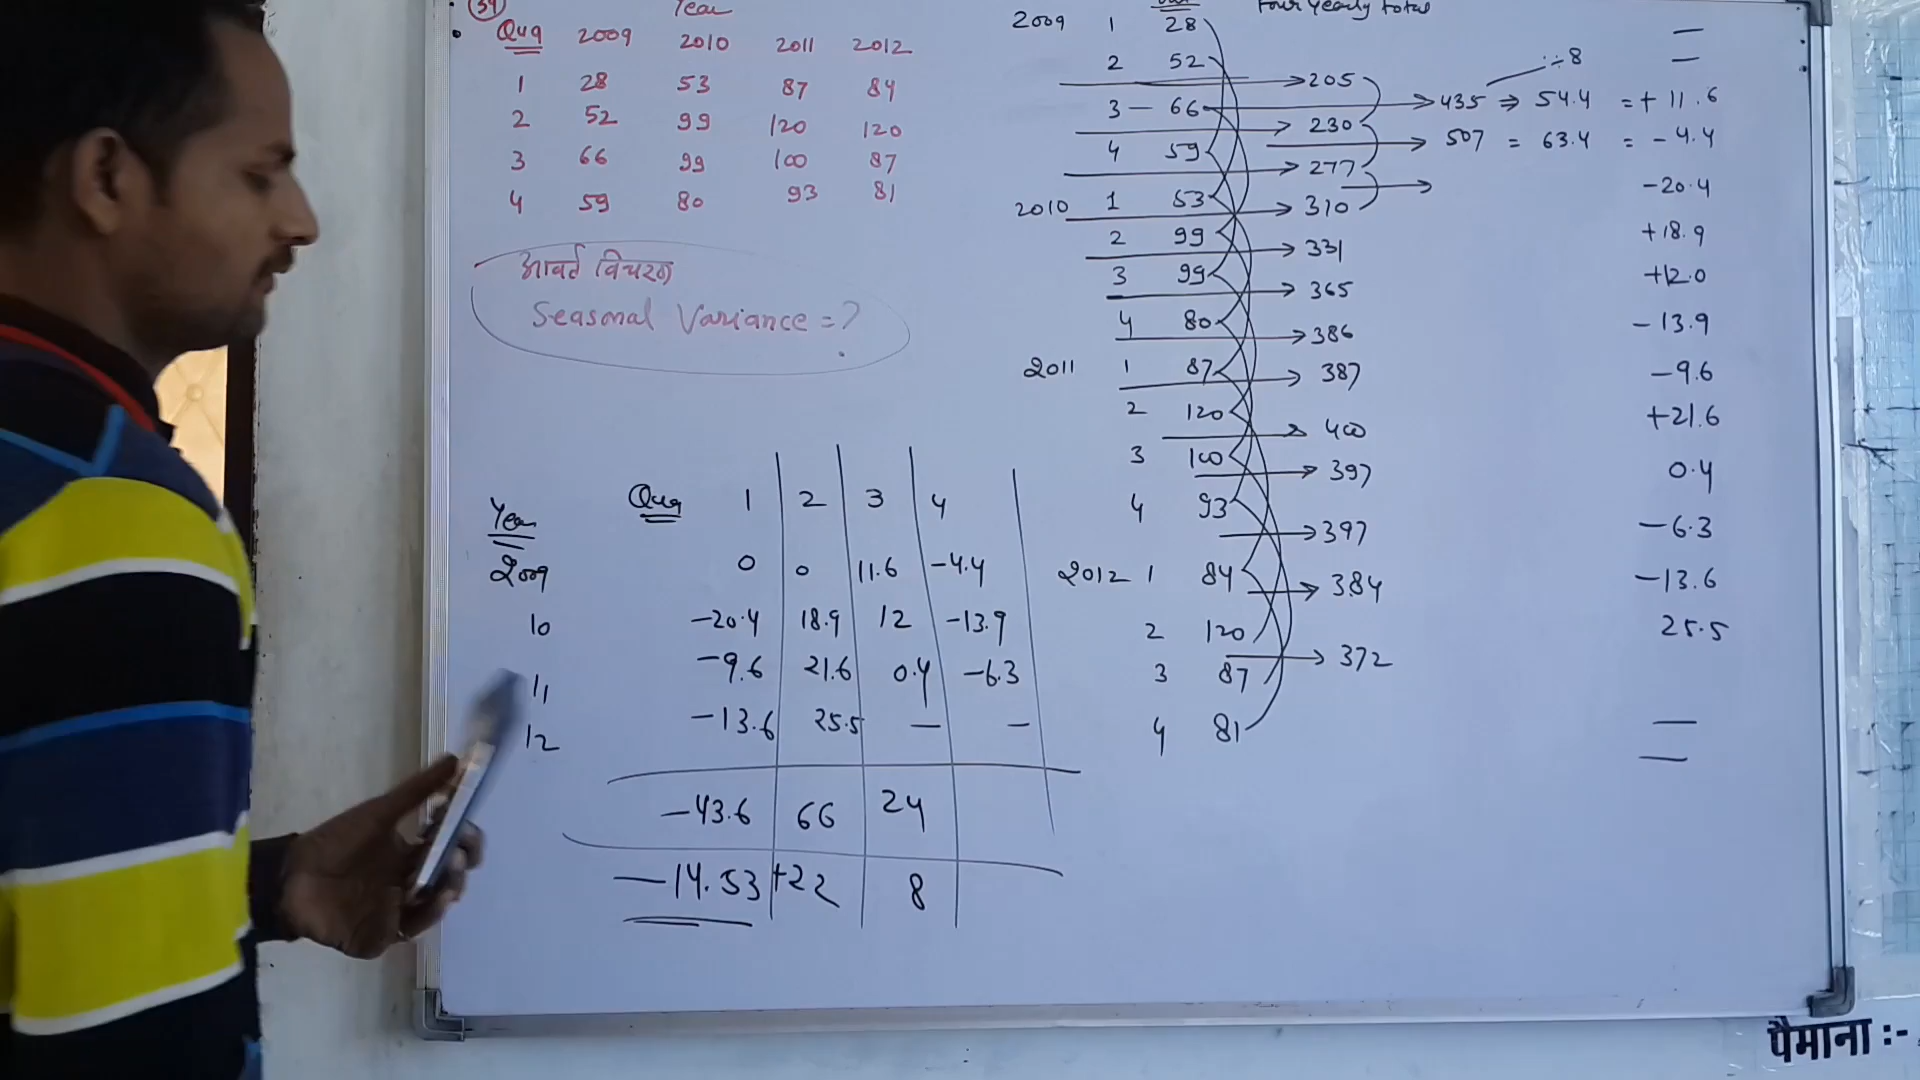 34 Year
Qua 2009 2010 2011 2012
1 28 53 87 84
2 52 99 120 120
3 66 99 100 87
4 59 80 93 81
आवर्त विचरण
Seasonal Variance = ?
Year Qua 1 2 3 4
2009 0 0 11.6 -4.4
10 -20.4 18.9 12 -13.9
11 -9.6 21.6 0.4 -6.3
12 -13.6 25.5 — —
-43.6 66 24
-14.53 +22 8
Four Yearly total
2009 1 28 —
2 52 —
205
÷8
3 — 66 435 ⇒ 54.4 = + 11.6
230
4 59 507 = 63.4 = - 4.4
277
2010 1 53 -20.4
310
2 99 +18.9
331
3 99 +12.0
365
4 80 -13.9
386
2011 1 87 -9.6
387
2 120 +21.6
400
3 100 0.4
397
4 93 -6.3
397
2012 1 84 -13.6
384
2 120 25.5
372
3 87 —
4 81 —
पैमाना :-